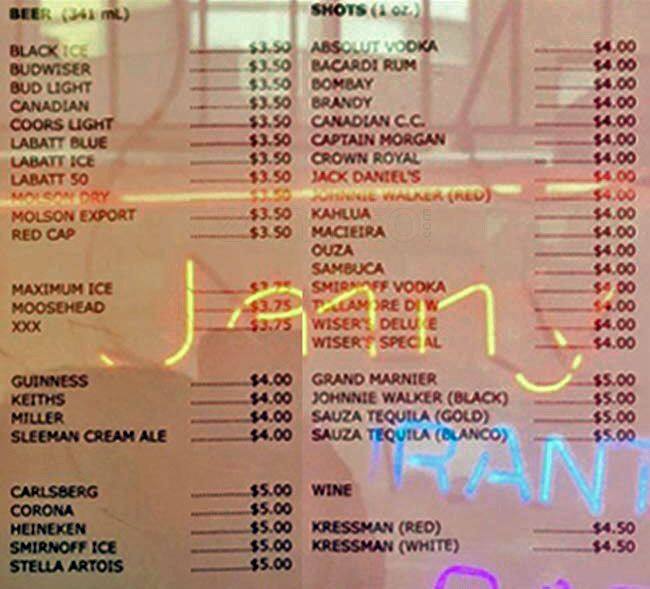 BEER (341 mL)
BLACK ICE $3.50
BUDWISER $3.50
BUD LIGHT $3.50
CANADIAN $3.50
COORS LIGHT $3.50
LABATT BLUE $3.50
LABATT ICE $3.50
LABATT 50 $3.50
MOLSON DRY $3.50
MOLSON EXPORT $3.50
RED CAP $3.50
MAXIMUM ICE $3.75
MOOSEHEAD $3.75
XXX $3.75
GUINNESS $4.00
KEITHS $4.00
MILLER $4.00
SLEEMAN CREAM ALE $4.00
CARLSBERG $5.00
CORONA $5.00
HEINEKEN $5.00
SMIRNOFF ICE $5.00
STELLA ARTOIS $5.00
SHOTS (1 oz.)
ABSOLUT VODKA $4.00
BACARDI RUM $4.00
BOMBAY $4.00
BRANDY $4.00
CANADIAN C.C. $4.00
CAPTAIN MORGAN $4.00
CROWN ROYAL $4.00
JACK DANIEL'S $4.00
JOHNNIE WALKER (RED) $4.00
KAHLUA $4.00
MACIEIRA $4.00
OUZA $4.00
SAMBUCA $4.00
SMIRNOFF VODKA $4.00
TULLAMORE DEW $4.00
WISER'S DELUXE $4.00
WISER'S SPECIAL $4.00
GRAND MARNIER $5.00
JOHNNIE WALKER (BLACK) $5.00
SAUZA TEQUILA (GOLD) $5.00
SAUZA TEQUILA (BLANCO) $5.00
WINE
KRESSMAN (RED) $4.50
KRESSMAN (WHITE) $4.50
Jenny
RANT